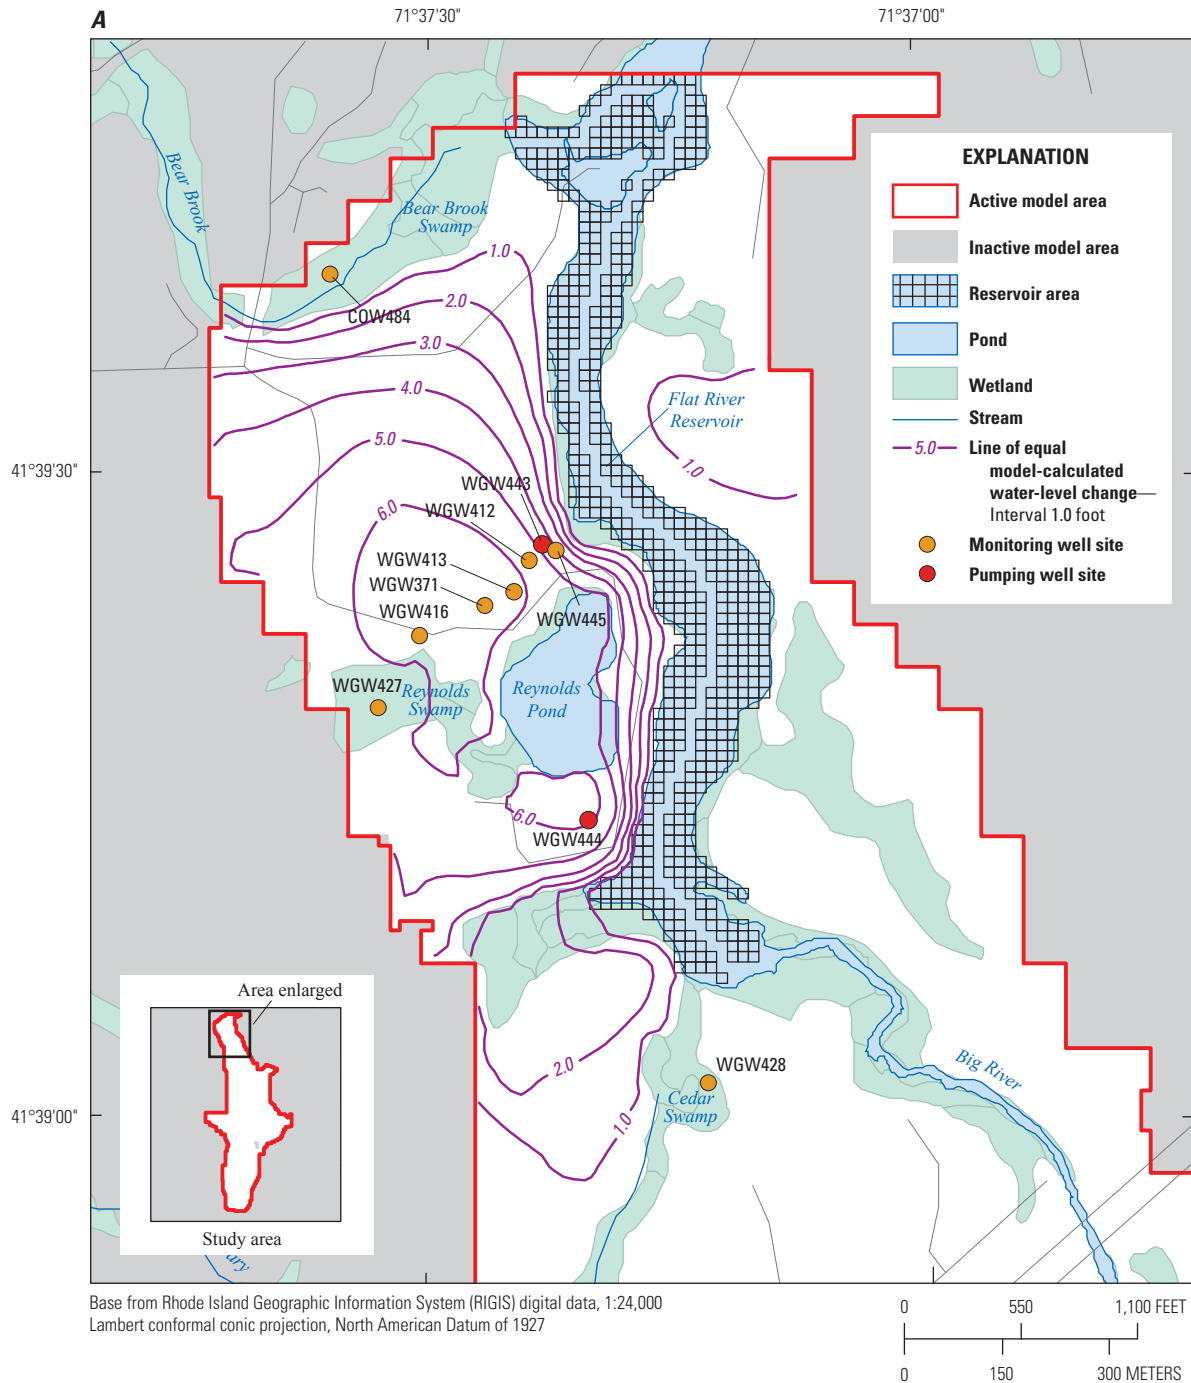 A
71°37'30"
71°37'00"
41°39'30"
41°39'00"
Bear Brook
Bear Brook
Swamp
COW484
1.0
2.0
3.0
4.0
5.0
6.0
WGW443
WGW412
WGW413
WGW371
WGW416
WGW445
WGW427
Reynolds
Swamp
Reynolds
Pond
6.0
WGW444
Flat River
Reservoir
1.0
2.0
1.0
WGW428
Cedar
Swamp
Big River
EXPLANATION
Active model area
Inactive model area
Reservoir area
Pond
Wetland
Stream
5.0
Line of equal
model-calculated
water-level change—
Interval 1.0 foot
Monitoring well site
Pumping well site
Area enlarged
Study area
Base from Rhode Island Geographic Information System (RIGIS) digital data, 1:24,000
Lambert conformal conic projection, North American Datum of 1927
0 550 1,100 FEET
0 150 300 METERS